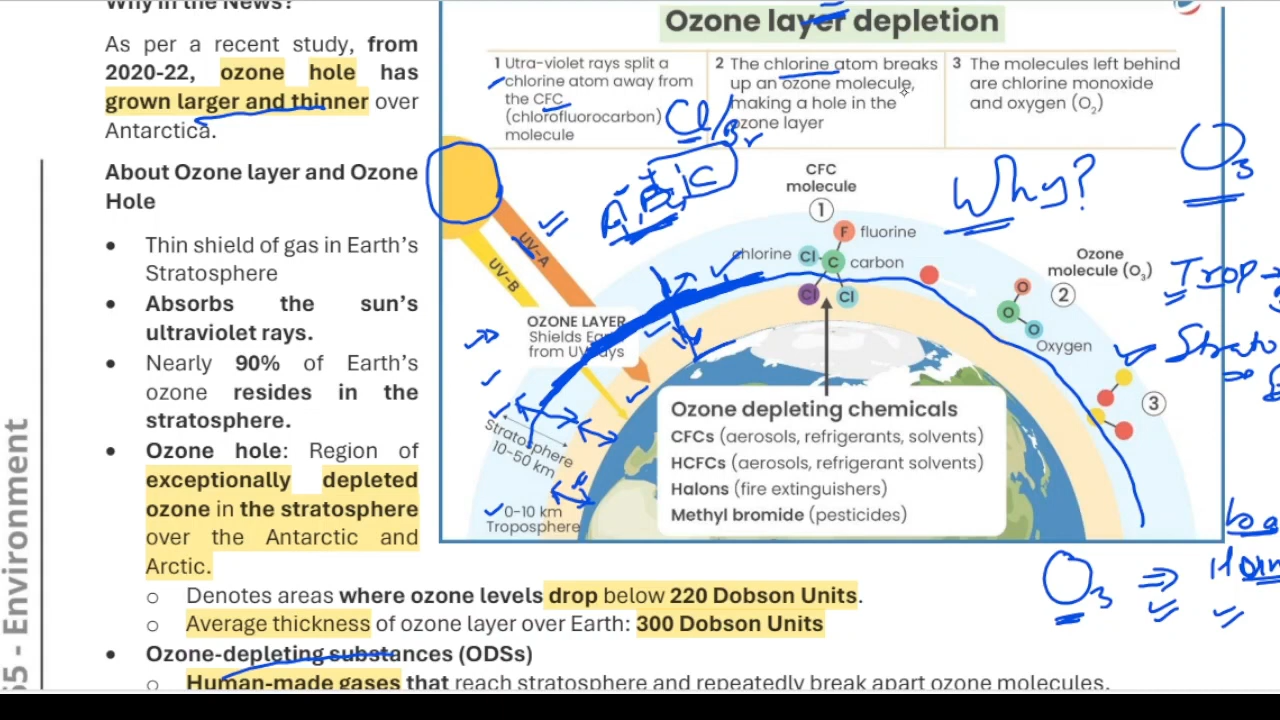 Why in the News?
As per a recent study, from
2020-22, ozone hole has
grown larger and thinner over
Antarctica.
About Ozone layer and Ozone
Hole
• Thin shield of gas in Earth's
Stratosphere
• Absorbs the sun's
ultraviolet rays.
• Nearly 90% of Earth's
ozone resides in the
stratosphere.
• Ozone hole: Region of
exceptionally depleted
ozone in the stratosphere
over the Antarctic and
Arctic.
o Denotes areas where ozone levels drop below 220 Dobson Units.
o Average thickness of ozone layer over Earth: 300 Dobson Units
• Ozone-depleting substances (ODSs)
o Human-made gases that reach stratosphere and repeatedly break apart ozone molecules.
55 - Environment
Ozone layer depletion
1 Utra-violet rays split a
chlorine atom away from
the CFC
(chlorofluorocarbon)
molecule
2 The chlorine atom breaks
up an ozone molecule,
making a hole in the
ozone layer
3 The molecules left behind
are chlorine monoxide
and oxygen (O₂)
Cl/Br
A, B, C
Why?
O₃
UV-A
UV-B
CFC
molecule
1
F fluorine
chlorine Cl C carbon
Cl Cl
Ozone
molecule (O₃)
2
O
O O
Oxygen
3
Trop
Strato
OZONE LAYER
Shields Earth
from UV rays
Stratosphere
10-50 km
0-10 km
Troposphere
Ozone depleting chemicals
CFCs (aerosols, refrigerants, solvents)
HCFCs (aerosols, refrigerant solvents)
Halons (fire extinguishers)
Methyl bromide (pesticides)
O₃ ⇒